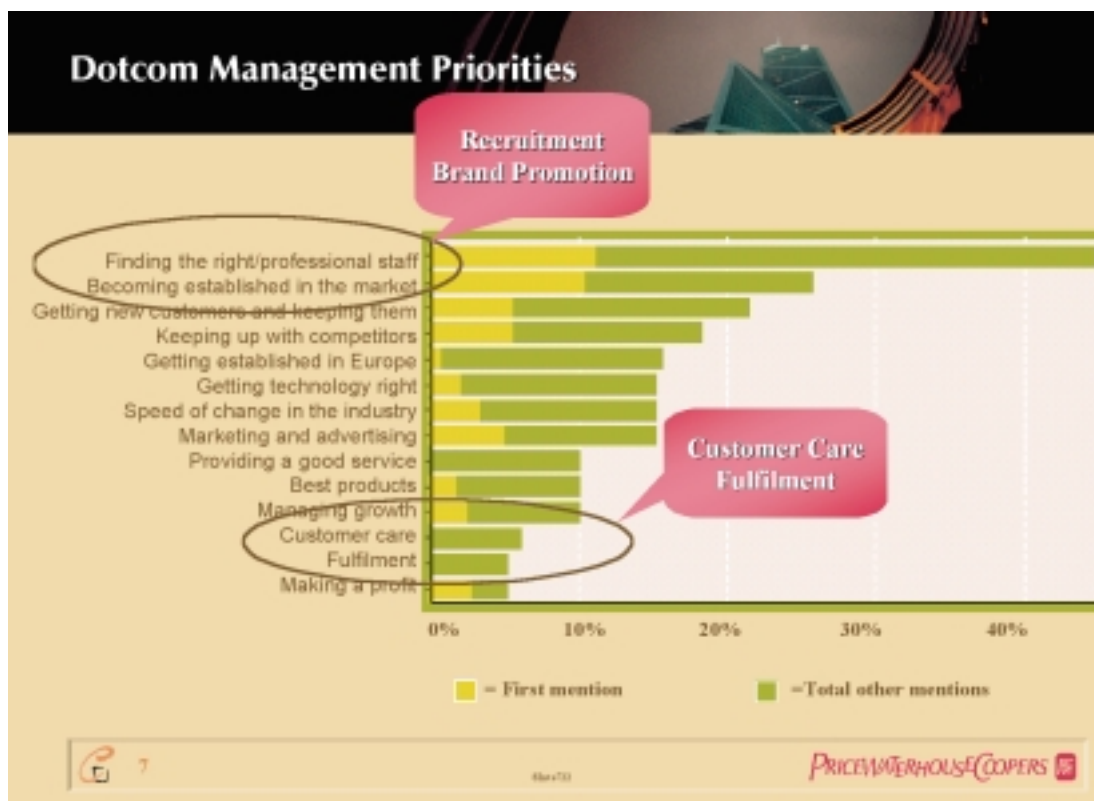 Dotcom Management Priorities
Recruitment
Brand Promotion
Finding the right/professional staff
Becoming established in the market
Getting new customers and keeping them
Keeping up with competitors
Getting established in Europe
Getting technology right
Speed of change in the industry
Marketing and advertising
Providing a good service
Best products
Managing growth
Customer care
Fulfilment
Making a profit
Customer Care
Fulfilment
0% 10% 20% 30% 40%
= First mention =Total other mentions
7
PRICEWATERHOUSECOOPERS